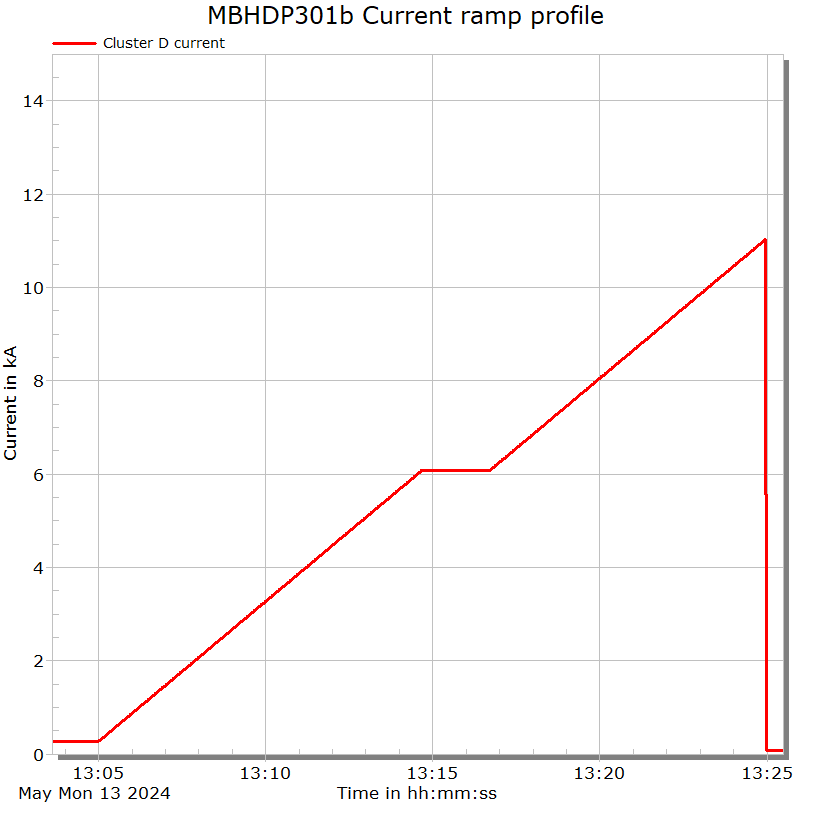 MBHDP301b Current ramp profile
Cluster D current
14
12
10
8
6
4
2
0
Current in kA
13:05 13:10 13:15 13:20 13:25
May Mon 13 2024 Time in hh:mm:ss